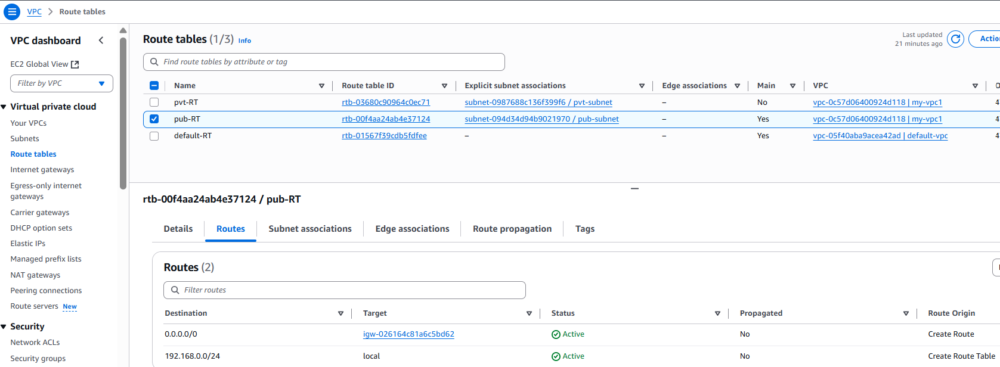 VPC > Route tables
VPC dashboard
EC2 Global View
Filter by VPC
Virtual private cloud
Your VPCs
Subnets
Route tables
Internet gateways
Egress-only internet
gateways
Carrier gateways
DHCP option sets
Elastic IPs
Managed prefix lists
NAT gateways
Peering connections
Route servers New
Security
Network ACLs
Security groups
Route tables (1/3) Info
Last updated
21 minutes ago
Find route tables by attribute or tag
Name Route table ID Explicit subnet associations Edge associations Main VPC
pvt-RT rtb-03680c90964c0ec71 subnet-0987688c136f399f6 / pvt-subnet – No vpc-0c57d06400924d118 | my-vpc1
pub-RT rtb-00f4aa24ab4e37124 subnet-094d34d94b9021970 / pub-subnet – Yes vpc-0c57d06400924d118 | my-vpc1
default-RT rtb-01567f39cdb5fdfee – – Yes vpc-05f40aba9acea42ad | default-vpc
rtb-00f4aa24ab4e37124 / pub-RT
Details Routes Subnet associations Edge associations Route propagation Tags
Routes (2)
Filter routes
Destination Target Status Propagated Route Origin
0.0.0.0/0 igw-026164c81a6c5bd62 Active No Create Route
192.168.0.0/24 local Active No Create Route Table